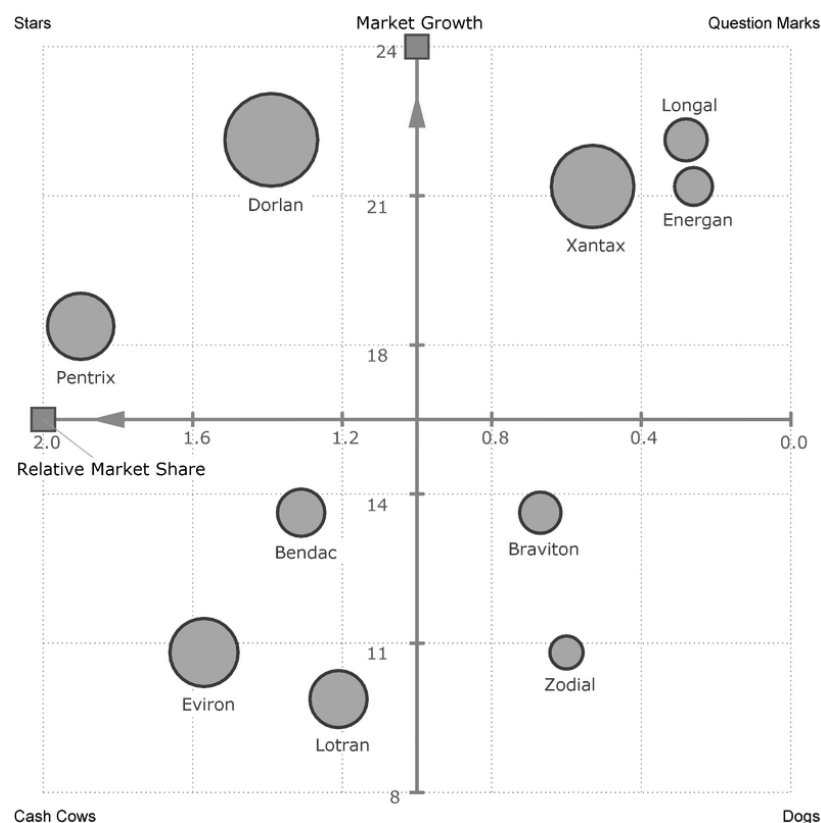 Stars
Market Growth
Question Marks
24
Longal
Dorlan
21
Energan
Xantax
18
Pentrix
2.0
1.6
1.2
0.8
0.4
0.0
Relative Market Share
14
Bendac
Braviton
11
Zodial
Eviron
Lotran
8
Cash Cows
Dogs